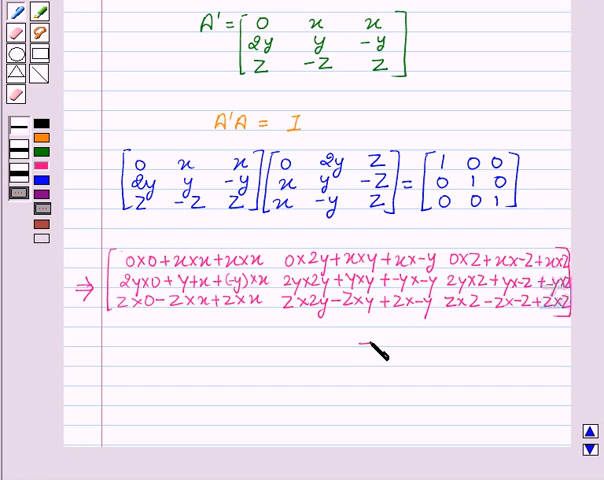 A' = [ 0 x x
2y y -y
z -z z ]
A'A = I
[ 0 x x ] [ 0 2y z ] = [ 1 0 0 ]
[ 2y y -y ] [ x y -z ] [ 0 1 0 ]
[ z -z z ] [ x -y z ] [ 0 0 1 ]
[ 0×0+x×x+x×x 0×2y+x×y+x×-y 0×z+x×-z+x×z ]
⇒ [ 2y×0+y+x+(-y)×x 2y×2y+y×y+-y×-y 2y×z+y×-z+-y×z ]
[ z×0-z×x+z×x z×2y-z×y+z×-y z×z-z×-z+z×z ]